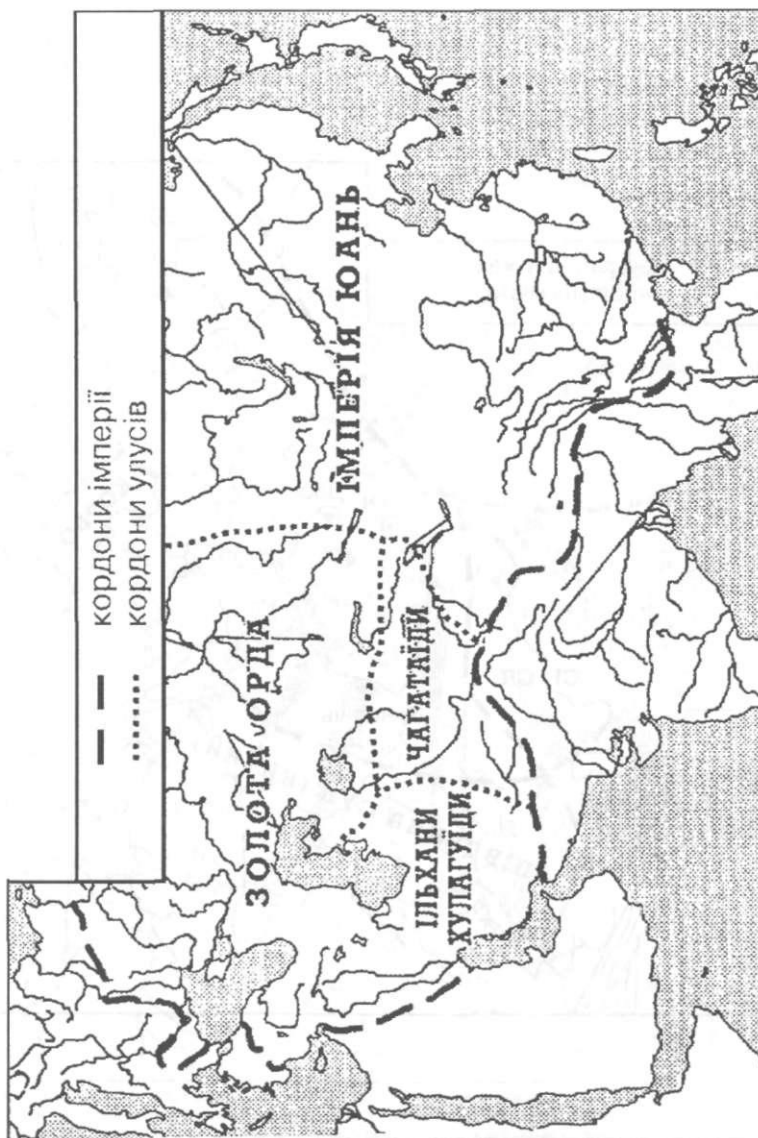 кордони імперії
кордони улусів
ЗОЛОТА ОРДА
ІМПЕРІЯ ЮАНЬ
ЧАГАТАЇДИ
ІЛЬХАНИ
ХУЛАГУЇДИ